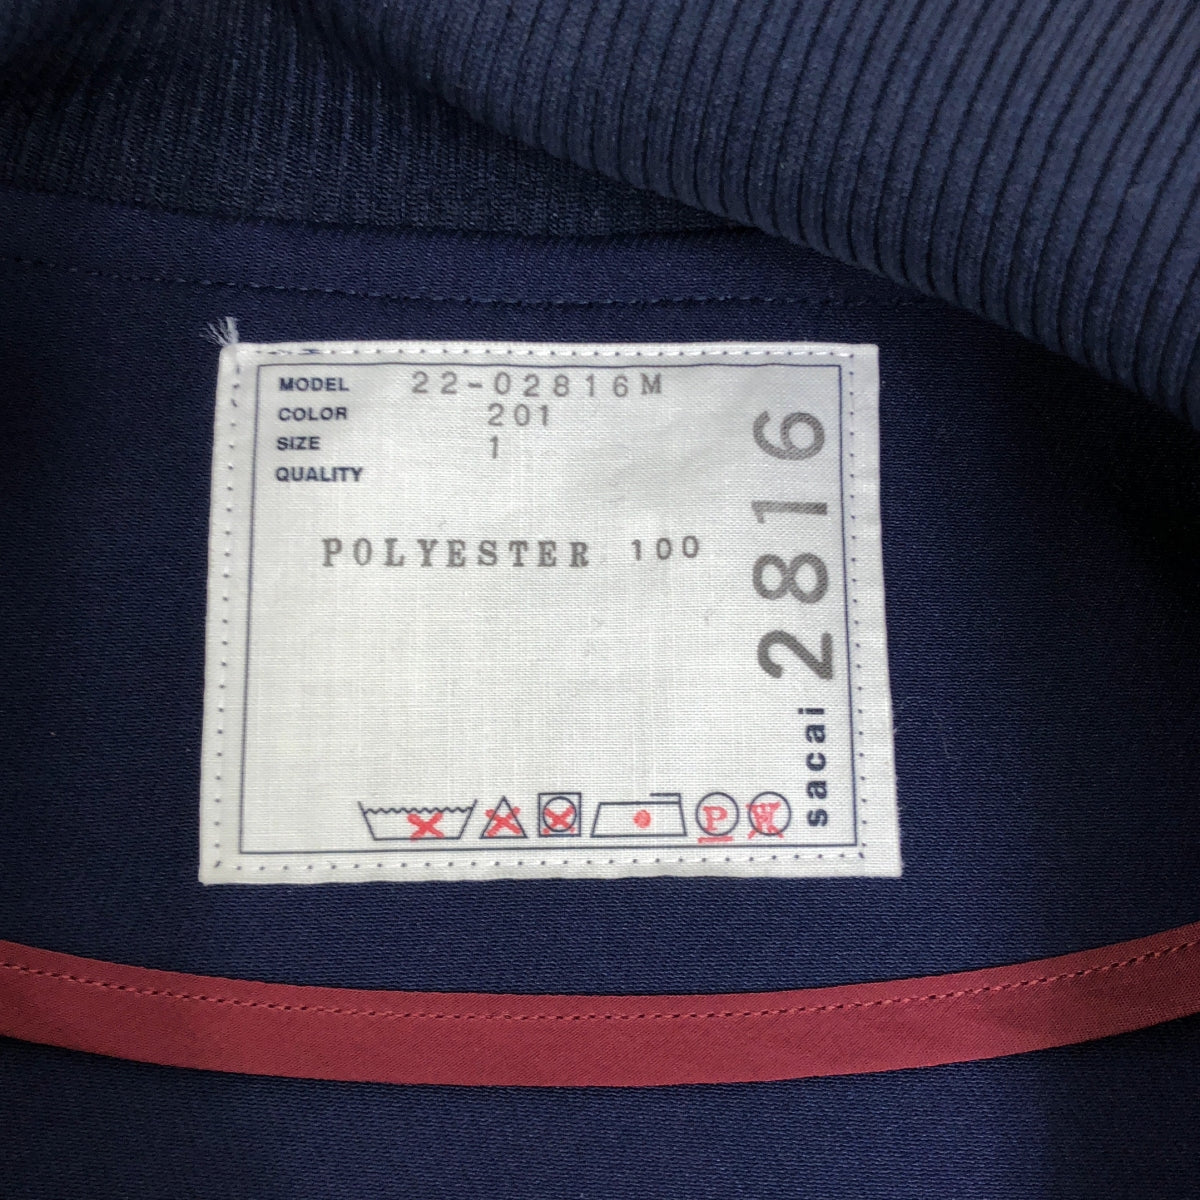 MODEL 22-02816M
COLOR 201
SIZE 1
QUALITY
POLYESTER 100
sacai 2816
P
W